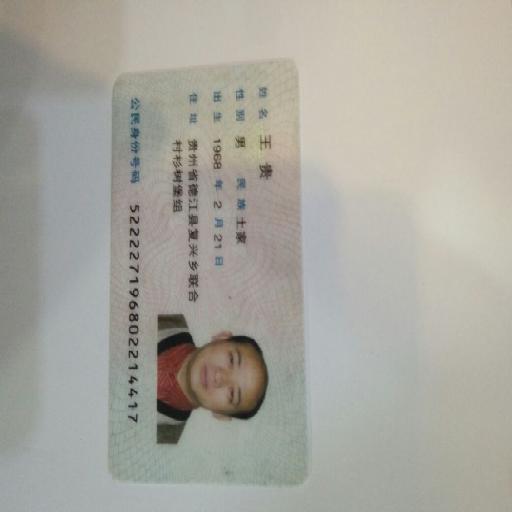 姓名 王贵
性别 男 民族 土家
出生 1968 年 2 月 21 日
住址 贵州省德江县复兴乡联合
村杉树堡组
公民身份号码 522227196802214417